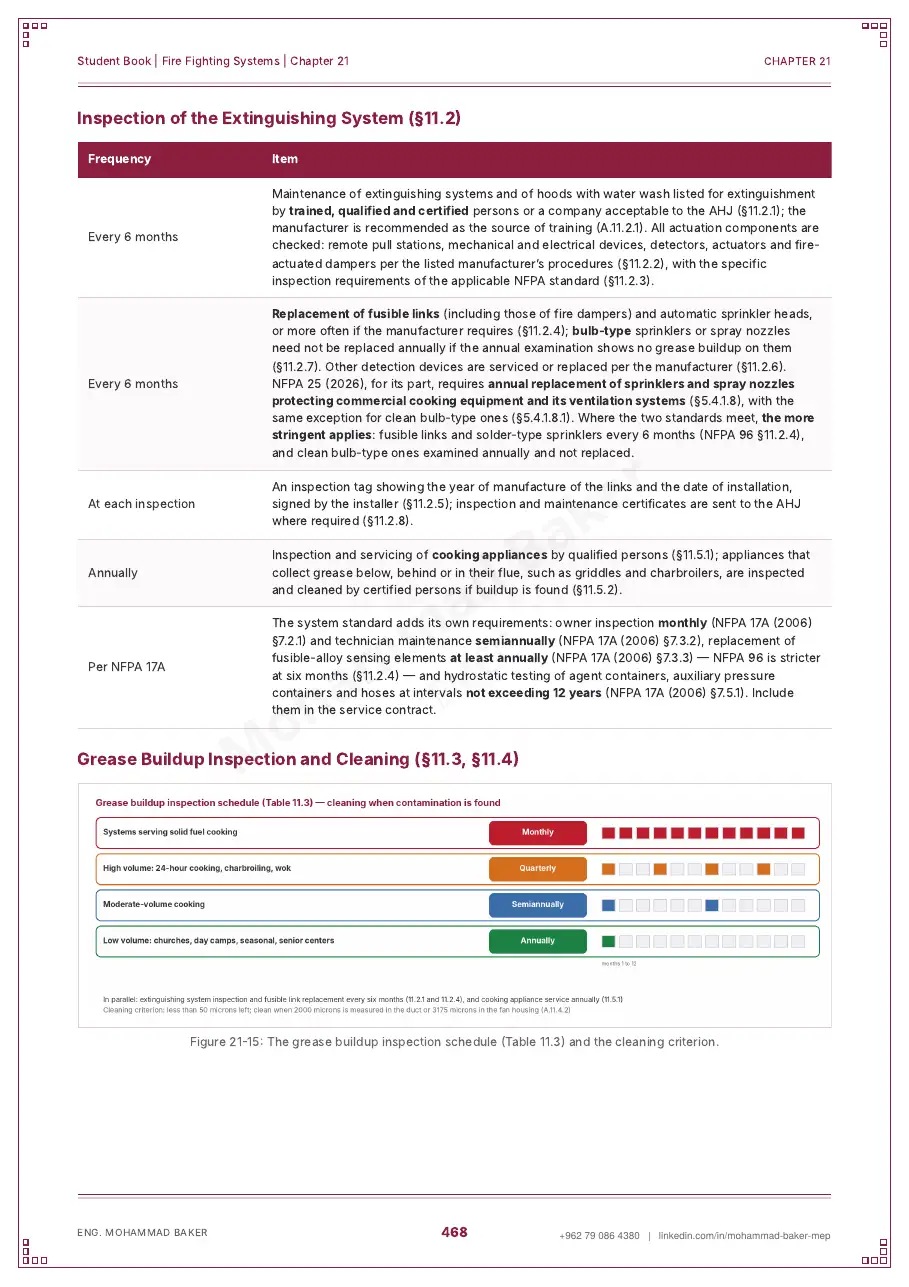 Student Book | Fire Fighting Systems | Chapter 21
CHAPTER 21
Inspection of the Extinguishing System (§11.2)
Frequency
Item
Every 6 months
Maintenance of extinguishing systems and of hoods with water wash listed for extinguishment
by trained, qualified and certified persons or a company acceptable to the AHJ (§11.2.1); the
manufacturer is recommended as the source of training (A.11.2.1). All actuation components are
checked: remote pull stations, mechanical and electrical devices, detectors, actuators and fire-
actuated dampers per the listed manufacturer's procedures (§11.2.2), with the specific
inspection requirements of the applicable NFPA standard (§11.2.3).
Every 6 months
Replacement of fusible links (including those of fire dampers) and automatic sprinkler heads,
or more often if the manufacturer requires (§11.2.4); bulb-type sprinklers or spray nozzles
need not be replaced annually if the annual examination shows no grease buildup on them
(§11.2.7). Other detection devices are serviced or replaced per the manufacturer (§11.2.6).
NFPA 25 (2026), for its part, requires annual replacement of sprinklers and spray nozzles
protecting commercial cooking equipment and its ventilation systems (§5.4.1.8), with the
same exception for clean bulb-type ones (§5.4.1.8.1). Where the two standards meet, the more
stringent applies: fusible links and solder-type sprinklers every 6 months (NFPA 96 §11.2.4),
and clean bulb-type ones examined annually and not replaced.
At each inspection
An inspection tag showing the year of manufacture of the links and the date of installation,
signed by the installer (§11.2.5); inspection and maintenance certificates are sent to the AHJ
where required (§11.2.8).
Annually
Inspection and servicing of cooking appliances by qualified persons (§11.5.1); appliances that
collect grease below, behind or in their flue, such as griddles and charbroilers, are inspected
and cleaned by certified persons if buildup is found (§11.5.2).
Per NFPA 17A
The system standard adds its own requirements: owner inspection monthly (NFPA 17A (2006)
§7.2.1) and technician maintenance semiannually (NFPA 17A (2006) §7.3.2), replacement of
fusible-alloy sensing elements at least annually (NFPA 17A (2006) §7.3.3) — NFPA 96 is stricter
at six months (§11.2.4) — and hydrostatic testing of agent containers, auxiliary pressure
containers and hoses at intervals not exceeding 12 years (NFPA 17A (2006) §7.5.1). Include
them in the service contract.
Grease Buildup Inspection and Cleaning (§11.3, §11.4)
Grease buildup inspection schedule (Table 11.3) — cleaning when contamination is found
Systems serving solid fuel cooking
Monthly
High volume: 24-hour cooking, charbroiling, wok
Quarterly
Moderate-volume cooking
Semiannually
Low volume: churches, day camps, seasonal, senior centers
Annually
months 1 to 12
In parallel: extinguishing system inspection and fusible link replacement every six months (11.2.1 and 11.2.4), and cooking appliance service annually (11.5.1)
Cleaning criterion: less than 50 microns left; clean when 2000 microns is measured in the duct or 3175 microns in the fan housing (A.11.4.2)
Figure 21-15: The grease buildup inspection schedule (Table 11.3) and the cleaning criterion.
ENG. MOHAMMAD BAKER
468
+962 79 086 4380 | linkedin.com/in/mohammad-baker-mep